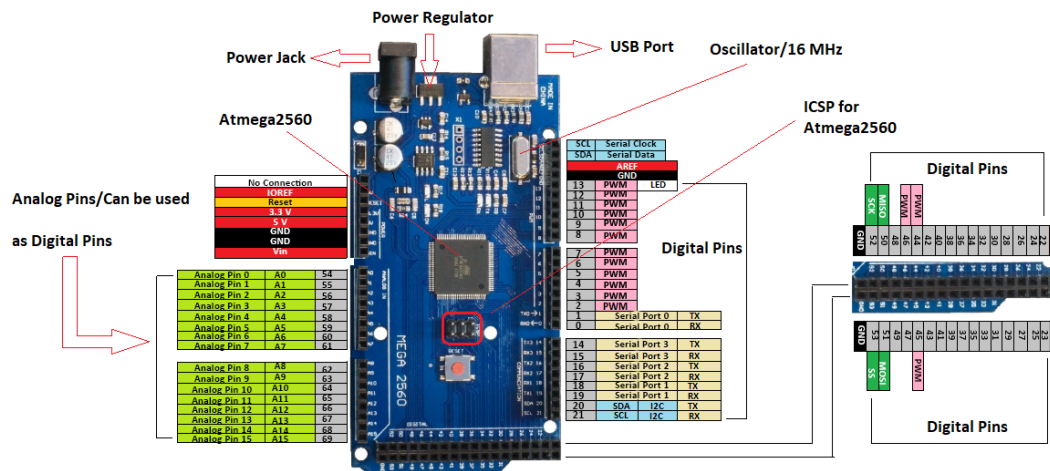 Power Regulator
Power Jack
USB Port
Oscillator/16 MHz
Atmega2560
ICSP for
Atmega2560
MADE IN
CHINA
Analog Pins/Can be used
as Digital Pins
No Connection
IOREF
Reset
3.3 V
5 V
GND
GND
Vin
Analog Pin 0 A0 54
Analog Pin 1 A1 55
Analog Pin 2 A2 56
Analog Pin 3 A3 57
Analog Pin 4 A4 58
Analog Pin 5 A5 59
Analog Pin 6 A6 60
Analog Pin 7 A7 61
Analog Pin 8 A8 62
Analog Pin 9 A9 63
Analog Pin 10 A10 64
Analog Pin 11 A11 65
Analog Pin 12 A12 66
Analog Pin 13 A13 67
Analog Pin 14 A14 68
Analog Pin 15 A15 69
POWER
ANALOG IN
MEGA 2560
RESET
COMMUNICATION
DIGITAL
SCL Serial Clock
SDA Serial Data
AREF
GND
13 PWM LED
12 PWM
11 PWM
10 PWM
9 PWM
8 PWM
7 PWM
6 PWM
5 PWM
4 PWM
3 PWM
2 PWM
1 Serial Port 0 TX
0 Serial Port 0 RX
14 Serial Port 3 TX
15 Serial Port 3 RX
16 Serial Port 2 TX
17 Serial Port 2 RX
18 Serial Port 1 TX
19 Serial Port 1 RX
20 SDA I2C TX
21 SCL I2C RX
Digital Pins
Digital Pins
SCK MISO PWM PWM
GND 52 50 48 46 44 42 40 38 36 34 32 30 28 26 24 22
GND 53 51 49 47 45 43 41 39 37 35 33 31 29 27 25 23
SS MOSI PWM
Digital Pins